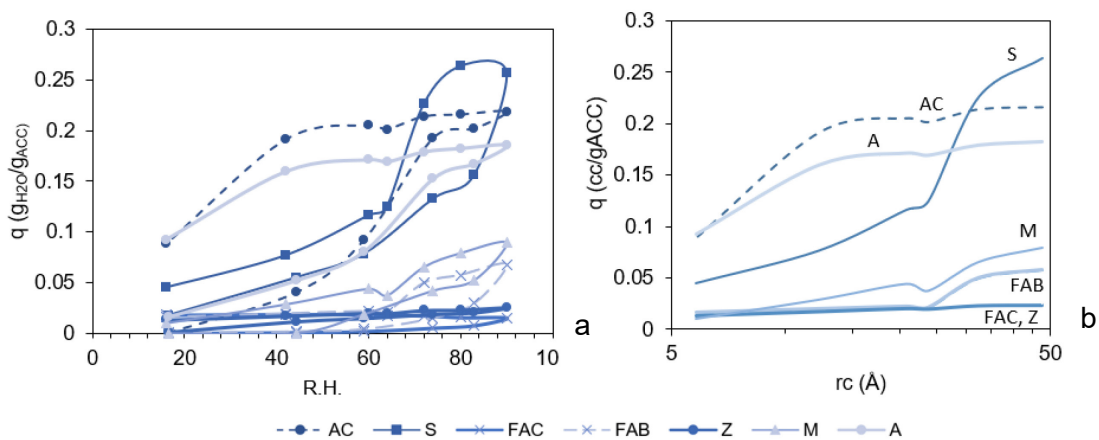 0.3
0.25
0.2
0.15
0.1
0.05
0
q (gH2O/gACC)
0 20 40 60 80 10
R.H.
a
0.3
0.25
0.2
0.15
0.1
0.05
0
q (cc/gACC)
S
AC
A
M
FAB
FAC, Z
5 50
rc (Å)
b
AC S FAC FAB Z M A